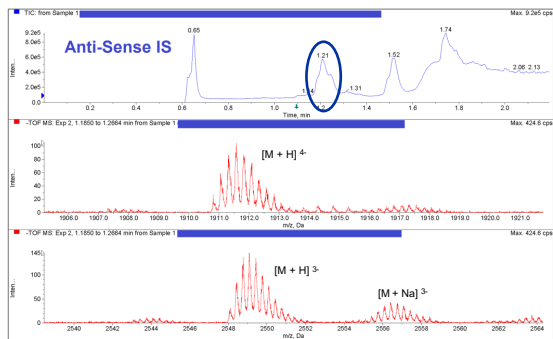 TIC: from Sample 1
Max. 9.2e5 cps
Anti-Sense IS
Inten...
9.2e5
8.0e5
6.0e5
4.0e5
2.0e5
0.0
0.65
1.21
1.31
1.52
1.74
2.06 2.13
0.2 0.4 0.6 0.8 1.0 1.4 1.6 1.8 2.0
Time, min
-TOF MS: Exp 2, 1.1850 to 1.2664 min from Sample 1
Max. 424.6 cps
Inten...
100
80
60
40
20
0
[M + H] 4-
1906.0 1907.0 1908.0 1909.0 1910.0 1911.0 1912.0 1913.0 1914.0 1915.0 1916.0 1917.0 1918.0 1919.0 1920.0 1921.0
m/z, Da
-TOF MS: Exp 2, 1.1850 to 1.2664 min from Sample 1
Max. 424.6 cps
Inten...
145
100
50
0
[M + H] 3-
[M + Na] 3-
2540 2542 2544 2546 2548 2550 2552 2554 2556 2558 2560 2562 2564
m/z, Da